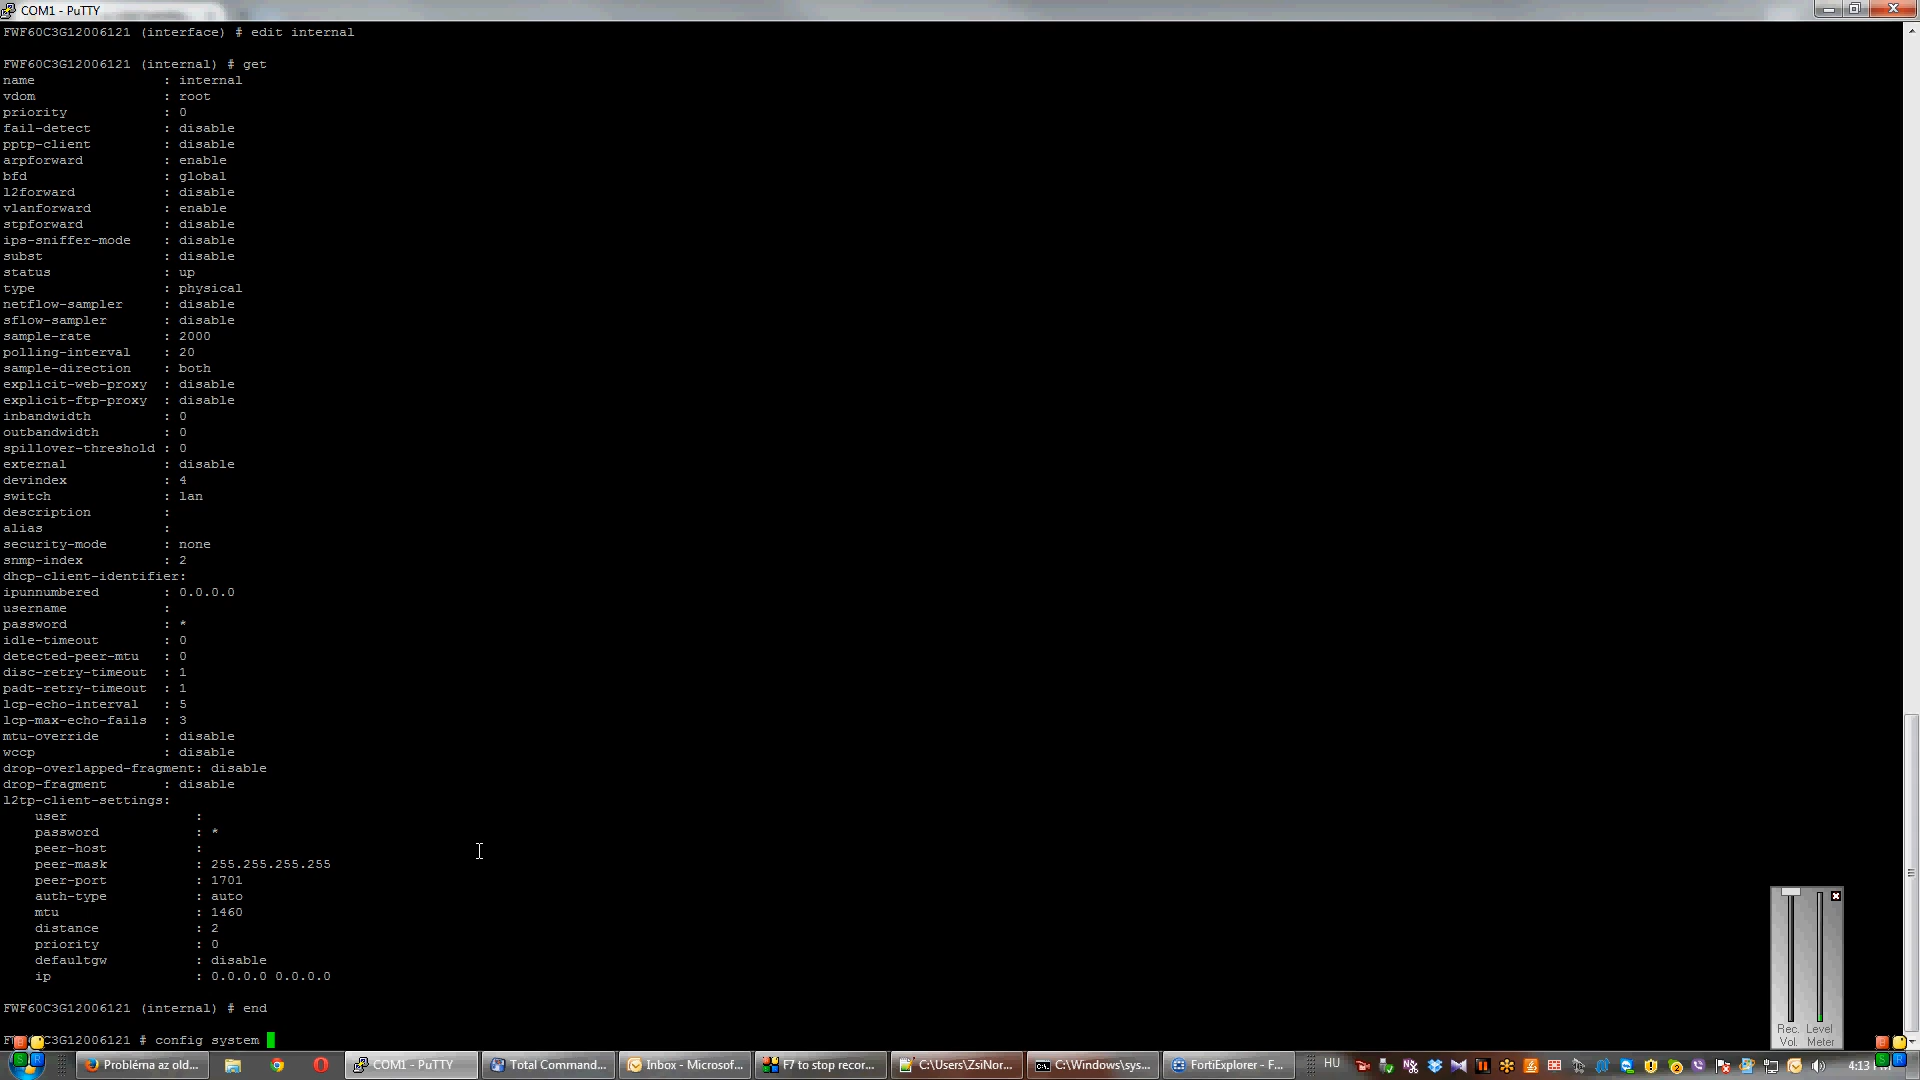 COM1 - PuTTY
FWF60C3G12006121 (interface) # edit internal
FWF60C3G12006121 (internal) # get
name : internal
vdom : root
priority : 0
fail-detect : disable
pptp-client : disable
arpforward : enable
bfd : global
l2forward : disable
vlanforward : enable
stpforward : disable
ips-sniffer-mode : disable
subst : disable
status : up
type : physical
netflow-sampler : disable
sflow-sampler : disable
sample-rate : 2000
polling-interval : 20
sample-direction : both
explicit-web-proxy : disable
explicit-ftp-proxy : disable
inbandwidth : 0
outbandwidth : 0
spillover-threshold : 0
external : disable
devindex : 4
switch : lan
description :
alias :
security-mode : none
snmp-index : 2
dhcp-client-identifier:
ipunnumbered : 0.0.0.0
username :
password : *
idle-timeout : 0
detected-peer-mtu : 0
disc-retry-timeout : 1
padt-retry-timeout : 1
lcp-echo-interval : 5
lcp-max-echo-fails : 3
mtu-override : disable
wccp : disable
drop-overlapped-fragment: disable
drop-fragment : disable
l2tp-client-settings:
user :
password : *
peer-host :
peer-mask : 255.255.255.255
peer-port : 1701
auth-type : auto
mtu : 1460
distance : 2
priority : 0
defaultgw : disable
ip : 0.0.0.0 0.0.0.0
FWF60C3G12006121 (internal) # end
C3G12006121 # config system
Rec. Level
Vol. Meter
Probléma az old... COM1 - PuTTY Total Command... Inbox - Microsof... F7 to stop recor... C:\Users\ZsiNor... C:\Windows\sys... FortiExplorer - F... HU 4:13